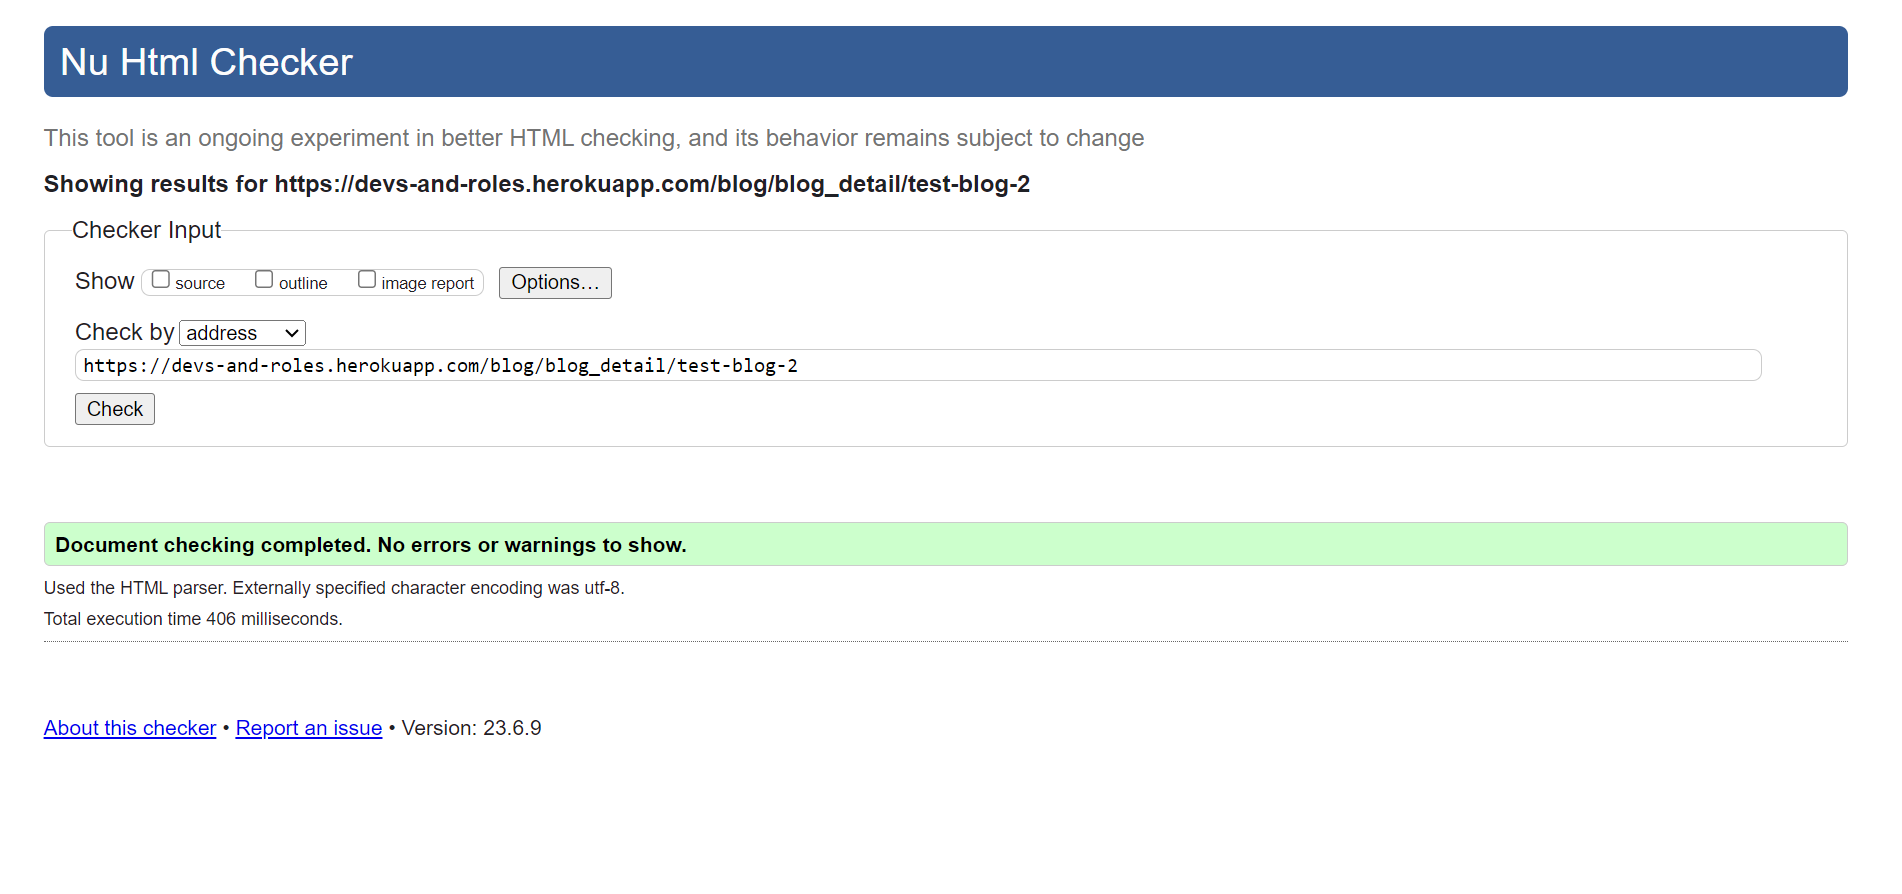 Nu Html Checker
This tool is an ongoing experiment in better HTML checking, and its behavior remains subject to change
Showing results for https://devs-and-roles.herokuapp.com/blog/blog_detail/test-blog-2
Checker Input
Show source outline image report Options...
Check by address
https://devs-and-roles.herokuapp.com/blog/blog_detail/test-blog-2
Check
Document checking completed. No errors or warnings to show.
Used the HTML parser. Externally specified character encoding was utf-8.
Total execution time 406 milliseconds.
About this checker • Report an issue • Version: 23.6.9